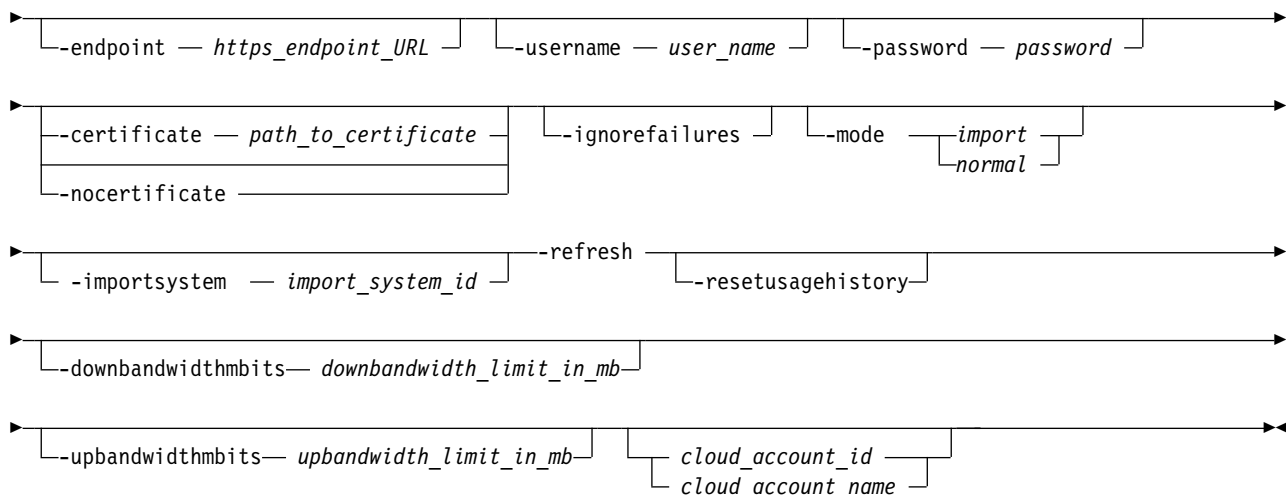 -endpoint https_endpoint_URL -username user_name -password password
-certificate path_to_certificate -ignorefailures -mode import
normal
-nocertificate
-refresh
-importsystem import_system_id -resetusagehistory
-downbandwidthmbits downbandwidth_limit_in_mb
-upbandwidthmbits upbandwidth_limit_in_mb cloud_account_id
cloud_account_name